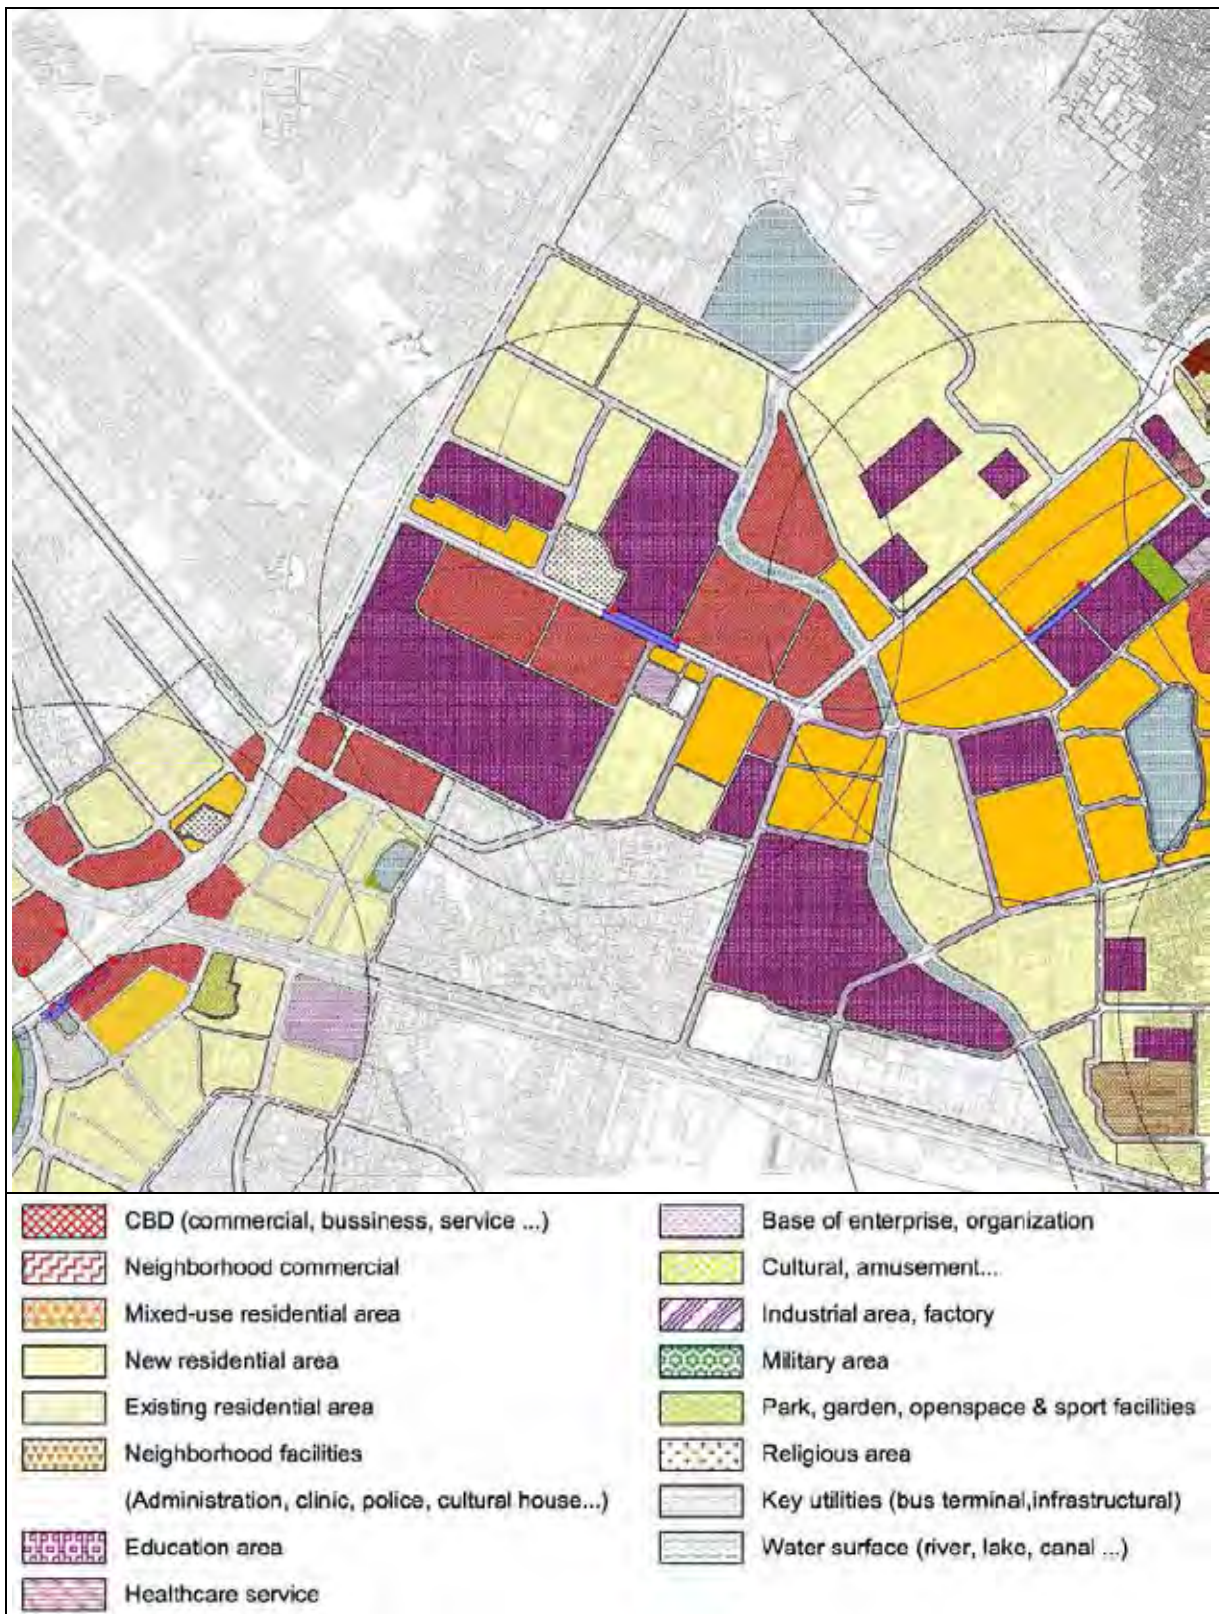 CBD (commercial, bussiness, service ...)
Neighborhood commercial
Mixed-use residential area
New residential area
Existing residential area
Neighborhood facilities
(Administration, clinic, police, cultural house...)
Education area
Healthcare service
Base of enterprise, organization
Cultural, amusement...
Industrial area, factory
Military area
Park, garden, openspace & sport facilities
Religious area
Key utilities (bus terminal,infrastructural)
Water surface (river, lake, canal ...)